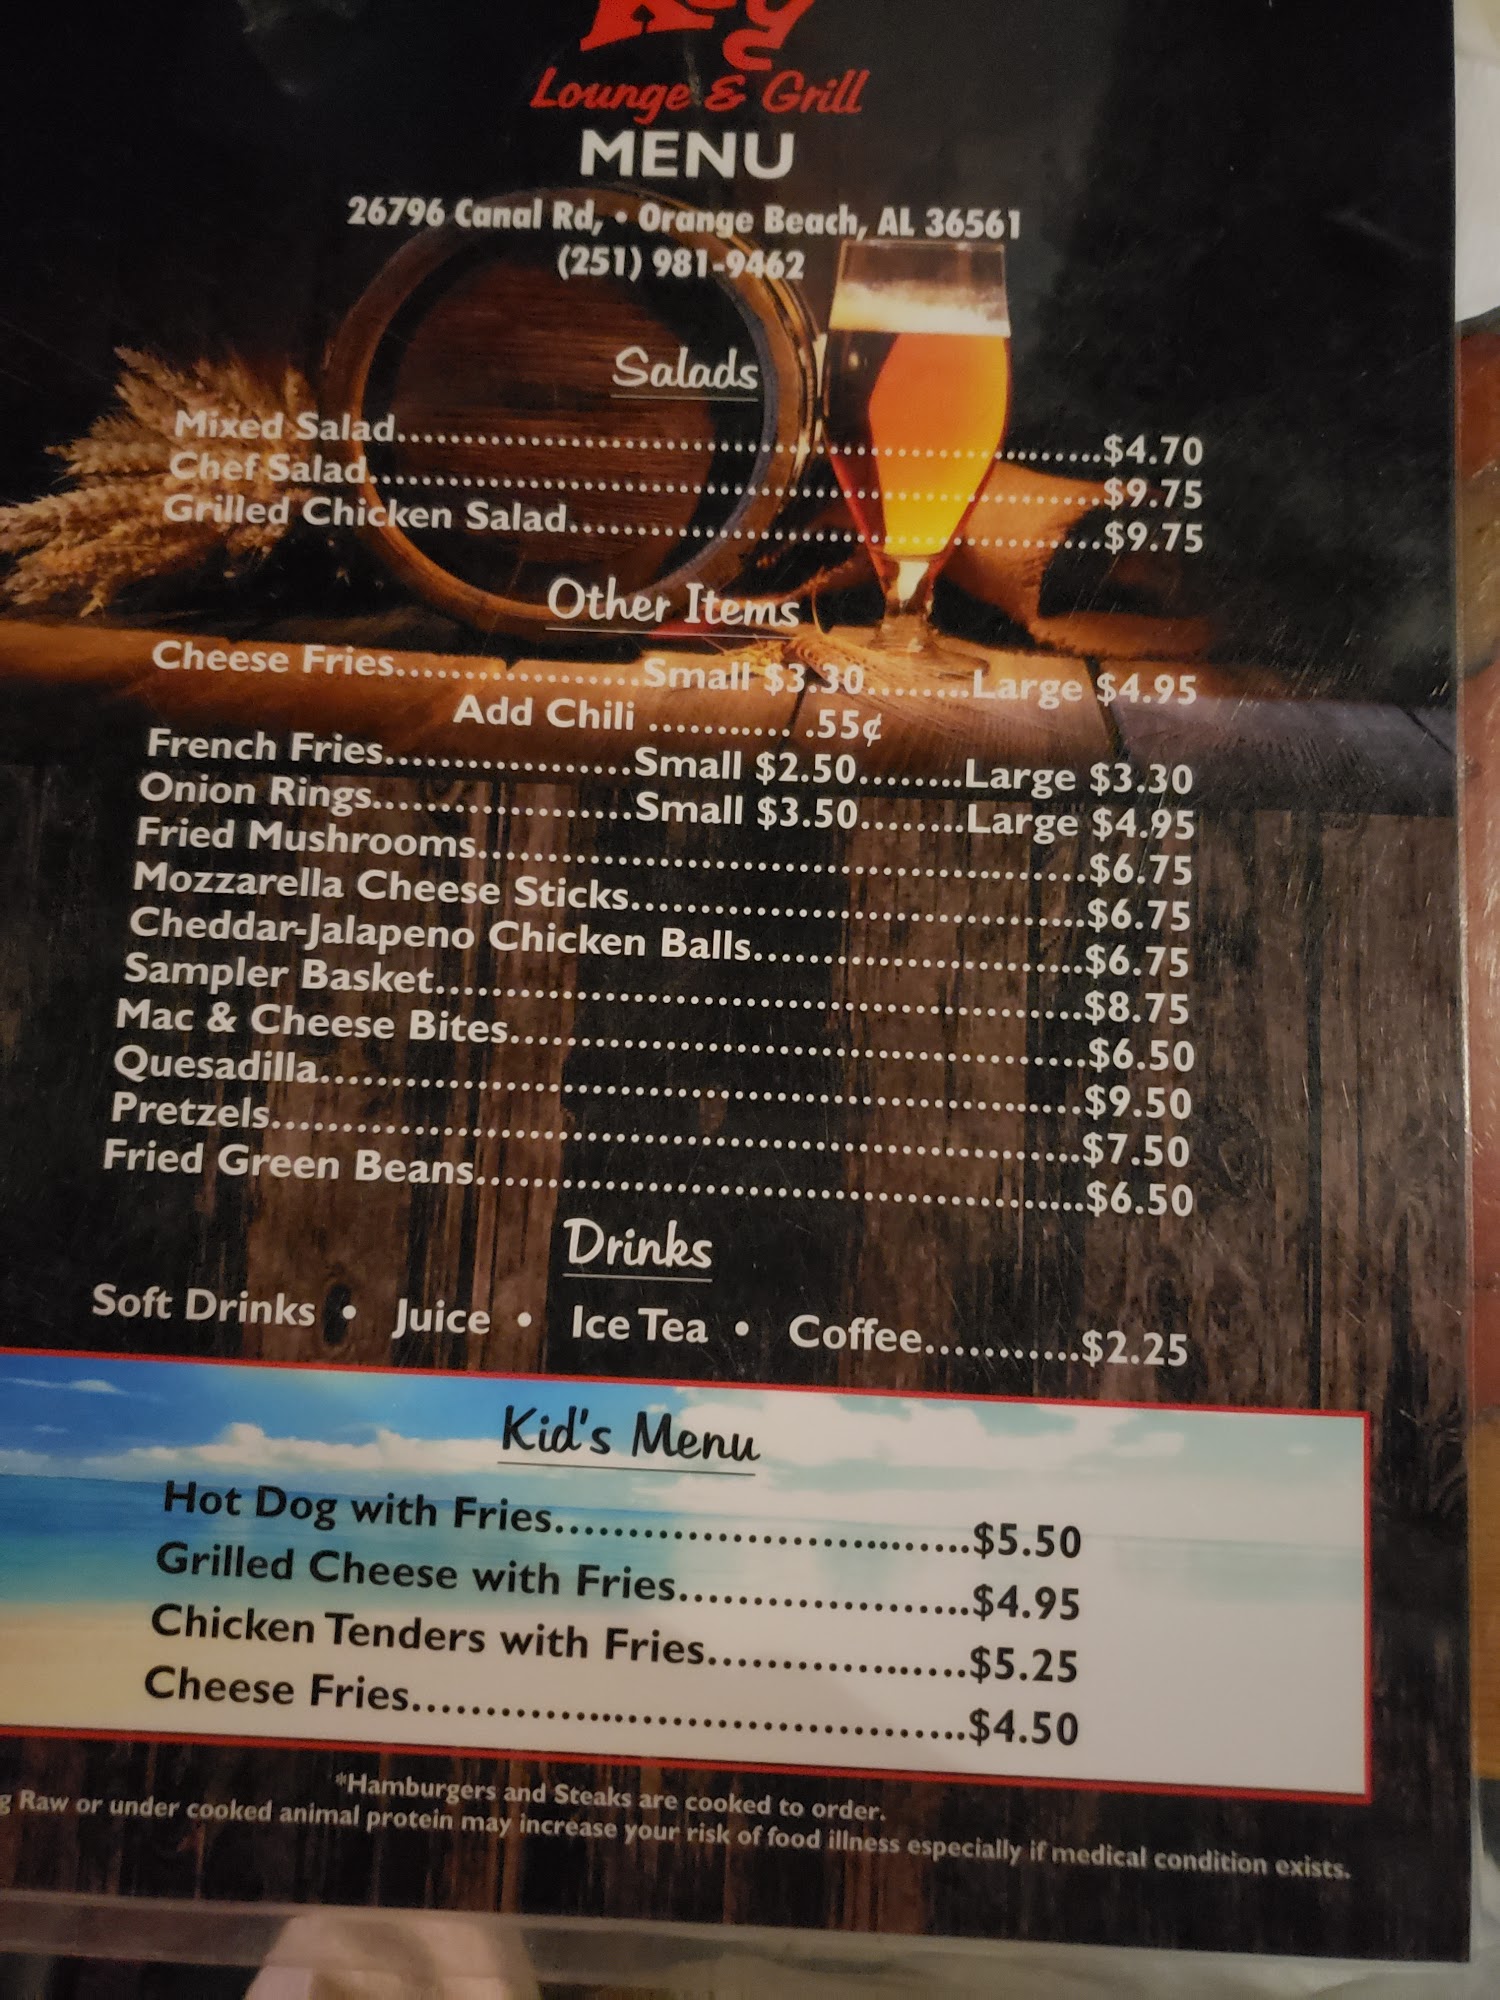 Lounge & Grill
MENU
26796 Canal Rd, • Orange Beach, AL 36561
(251) 981-9462
Salads
Mixed Salad.......................................................$4.70
Chef Salad.........................................................$9.75
Grilled Chicken Salad........................................$9.75
Other Items
Cheese Fries...................Small $3.30........Large $4.95
Add Chili ........... .55¢
French Fries...................Small $2.50........Large $3.30
Onion Rings....................Small $3.50........Large $4.95
Fried Mushrooms..............................................$6.75
Mozzarella Cheese Sticks..................................$6.75
Cheddar-Jalapeno Chicken Balls........................$6.75
Sampler Basket.................................................$8.75
Mac & Cheese Bites...........................................$6.50
Quesadilla.........................................................$9.50
Pretzels.............................................................$7.50
Fried Green Beans.............................................$6.50
Drinks
Soft Drinks • Juice • Ice Tea • Coffee...........$2.25
Kid's Menu
Hot Dog with Fries............................$5.50
Grilled Cheese with Fries....................$4.95
Chicken Tenders with Fries.................$5.25
Cheese Fries.....................................$4.50
*Hamburgers and Steaks are cooked to order.
g Raw or under cooked animal protein may increase your risk of food illness especially if medical condition exists.